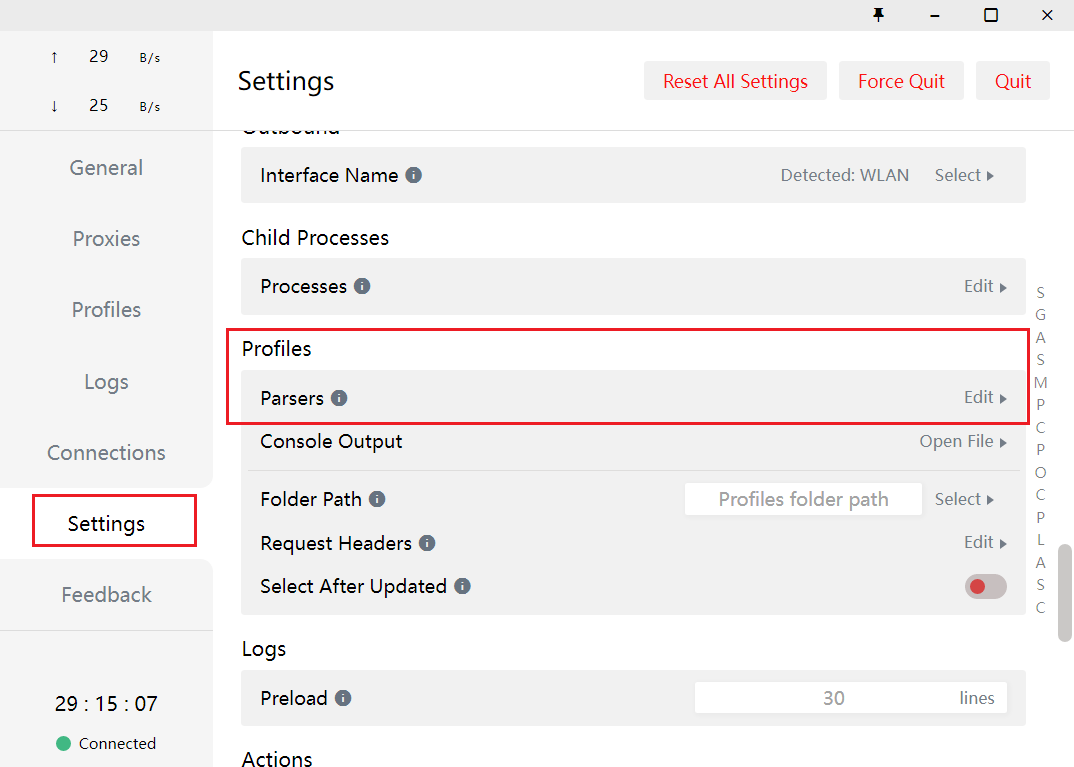 ↑ 29 B/s
↓ 25 B/s
General
Proxies
Profiles
Logs
Connections
Settings
Feedback
29 : 15 : 07
Connected
Settings
Reset All Settings
Force Quit
Quit
Outbound
Interface Name
Detected: WLAN
Select
Child Processes
Processes
Edit
Profiles
Parsers
Edit
Console Output
Open File
Folder Path
Profiles folder path
Select
Request Headers
Edit
Select After Updated
Logs
Preload
30 lines
Actions
S
G
A
S
M
P
C
P
O
C
P
L
A
S
C